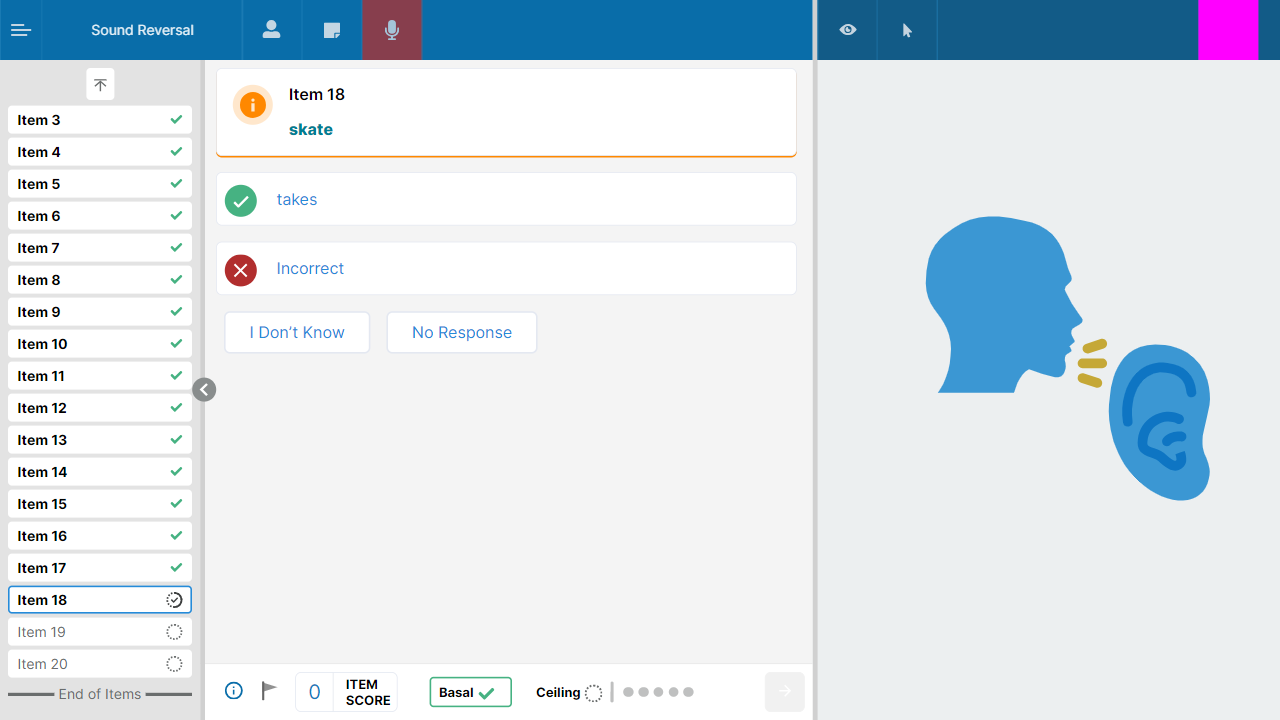 Sound Reversal
Item 3
Item 4
Item 5
Item 6
Item 7
Item 8
Item 9
Item 10
Item 11
Item 12
Item 13
Item 14
Item 15
Item 16
Item 17
Item 18
Item 19
Item 20
End of Items
Item 18
skate
takes
Incorrect
I Don’t Know
No Response
0
ITEM
SCORE
Basal
Ceiling